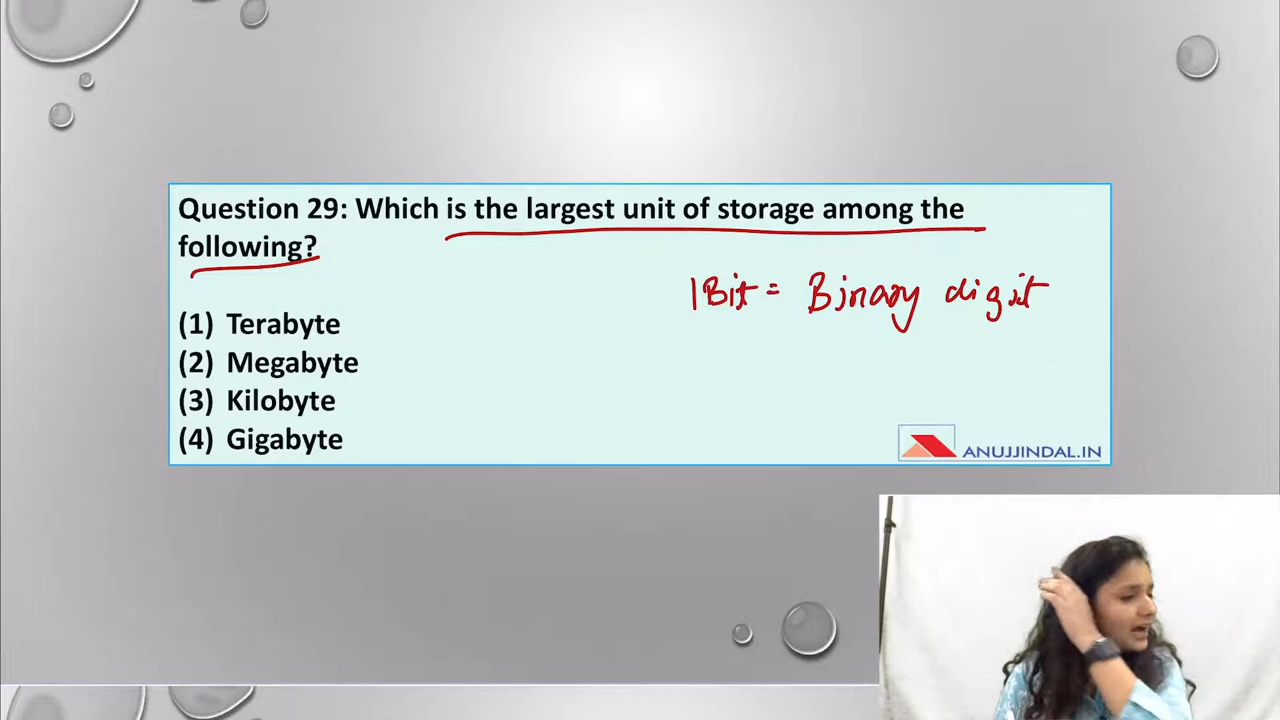 Question 29: Which is the largest unit of storage among the
following?
1Bit = Binary digit
(1) Terabyte
(2) Megabyte
(3) Kilobyte
(4) Gigabyte
ANUJJINDAL.IN